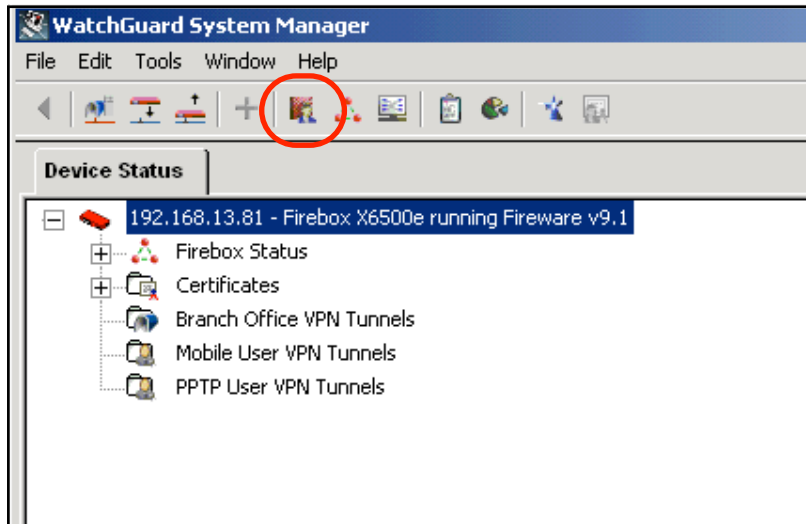 WatchGuard System Manager
File Edit Tools Window Help
Device Status
192.168.13.81 - Firebox X6500e running Fireware v9.1
Firebox Status
Certificates
Branch Office VPN Tunnels
Mobile User VPN Tunnels
PPTP User VPN Tunnels